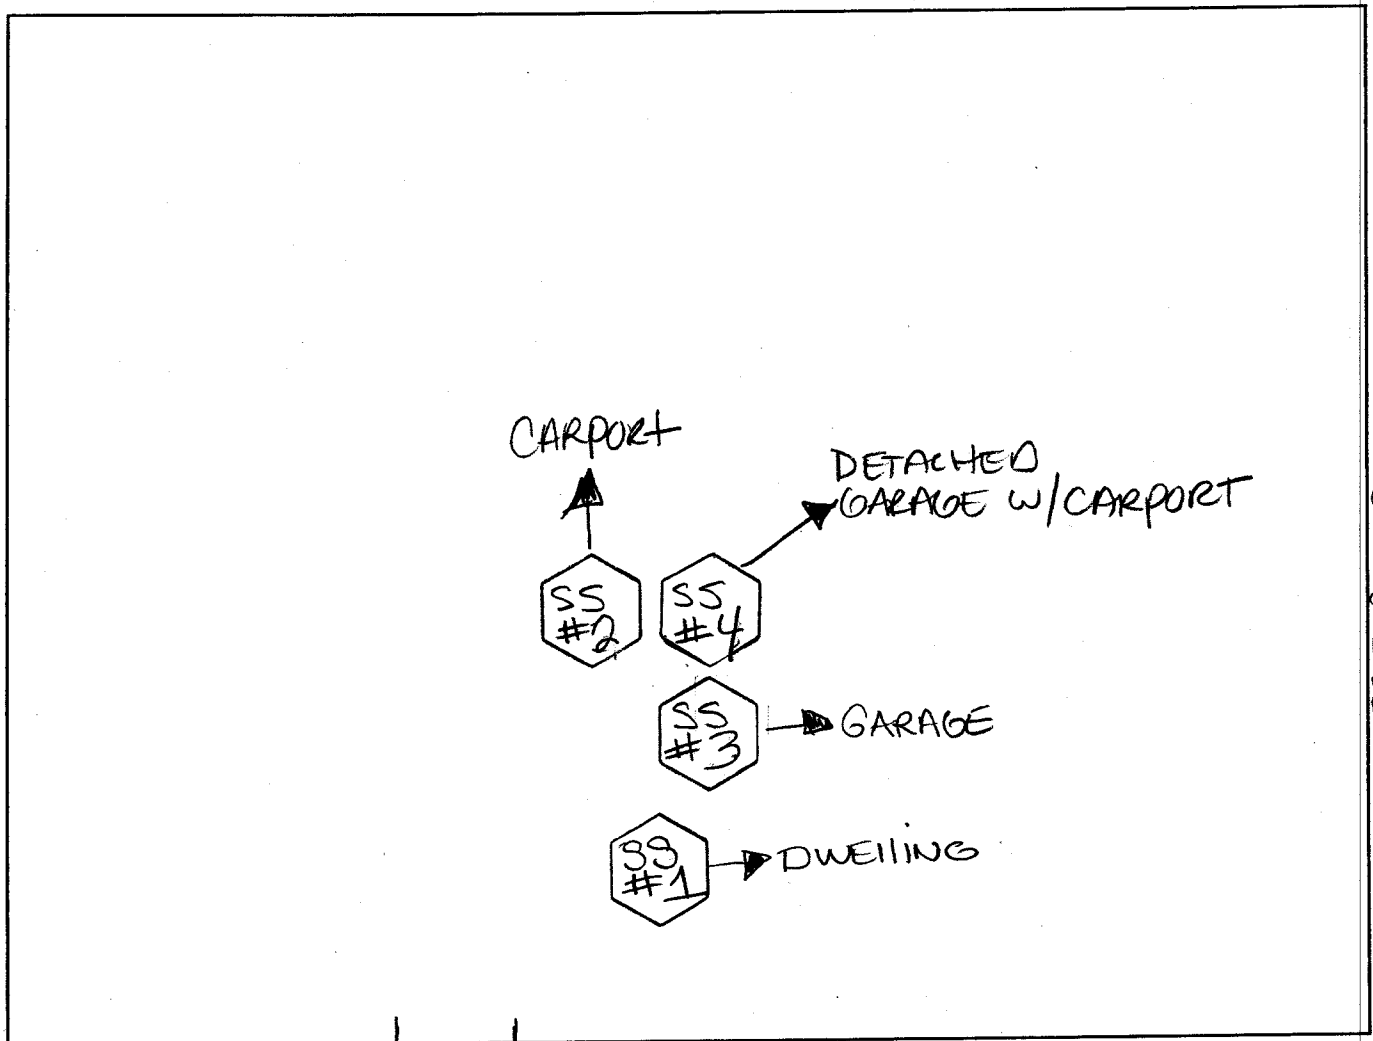 CARPORT
DETACHED
GARAGE W/CARPORT
SS
#2
SS
#4
SS
#3
GARAGE
SS
#1
DWElliNG